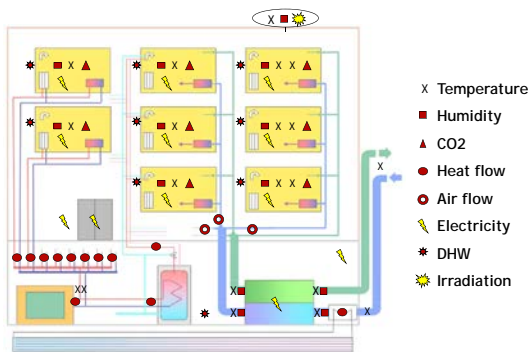 x Temperature
Humidity
CO2
Heat flow
Air flow
Electricity
DHW
Irradiation